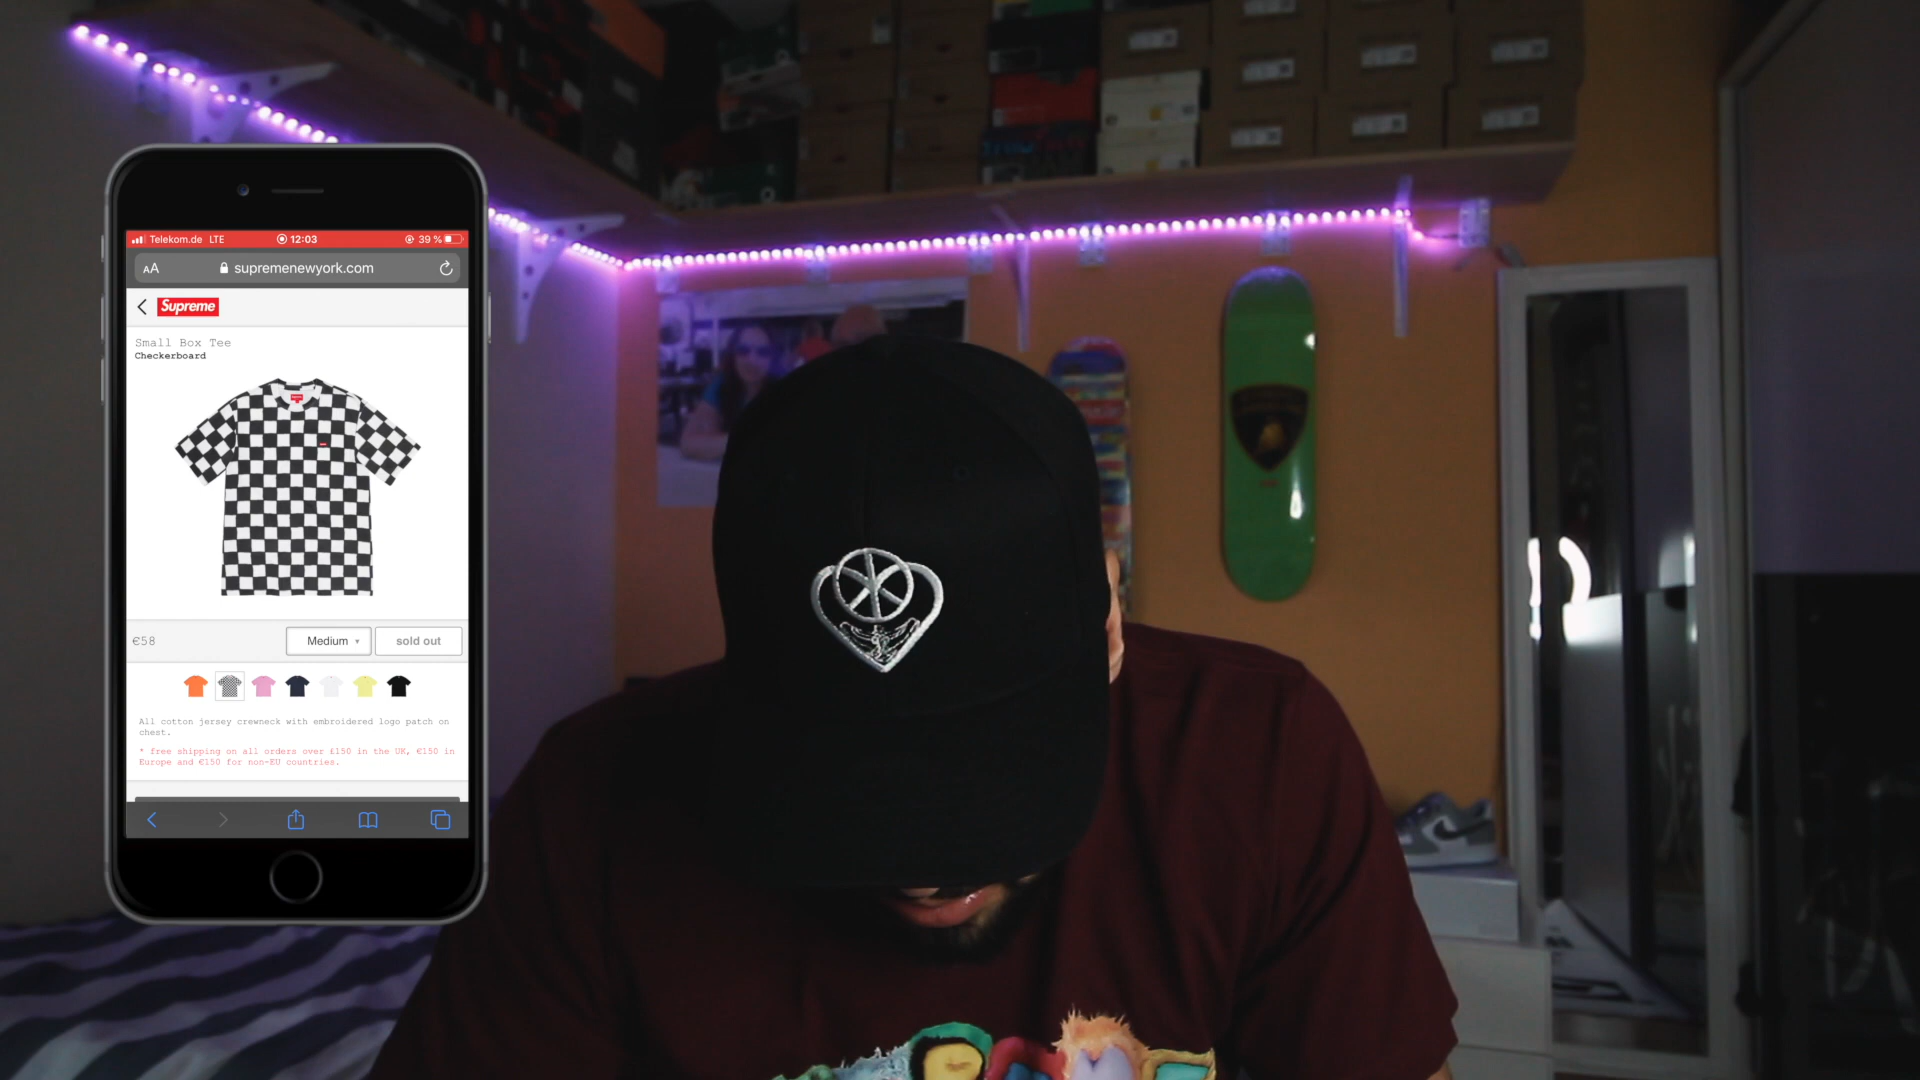 Telekom.de LTE 12:03 39 %
AA supremenewyork.com
Supreme
Small Box Tee
Checkerboard
€58 Medium sold out
All cotton jersey crewneck with embroidered logo patch on
chest.
* free shipping on all orders over £150 in the UK, €150 in
Europe and €150 for non-EU countries.